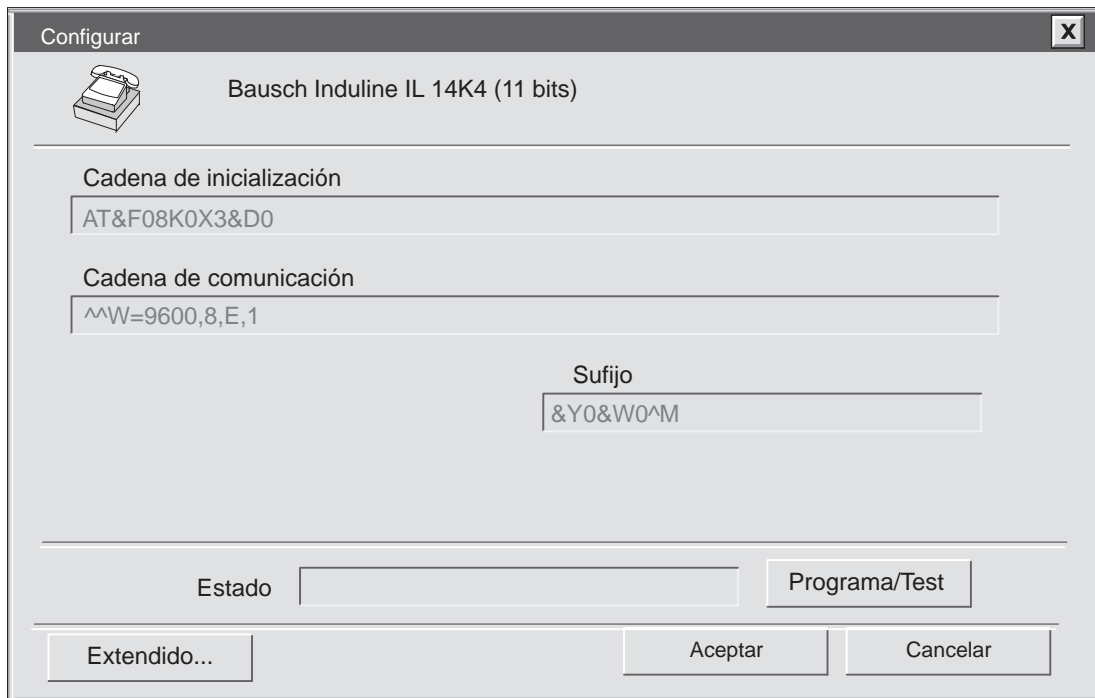 Configurar
X
Bausch Induline IL 14K4 (11 bits)
Cadena de inicialización
AT&F08K0X3&D0
Cadena de comunicación
^^W=9600,8,E,1
Sufijo
&Y0&W0^M
Estado
Programa/Test
Extendido...
Aceptar
Cancelar